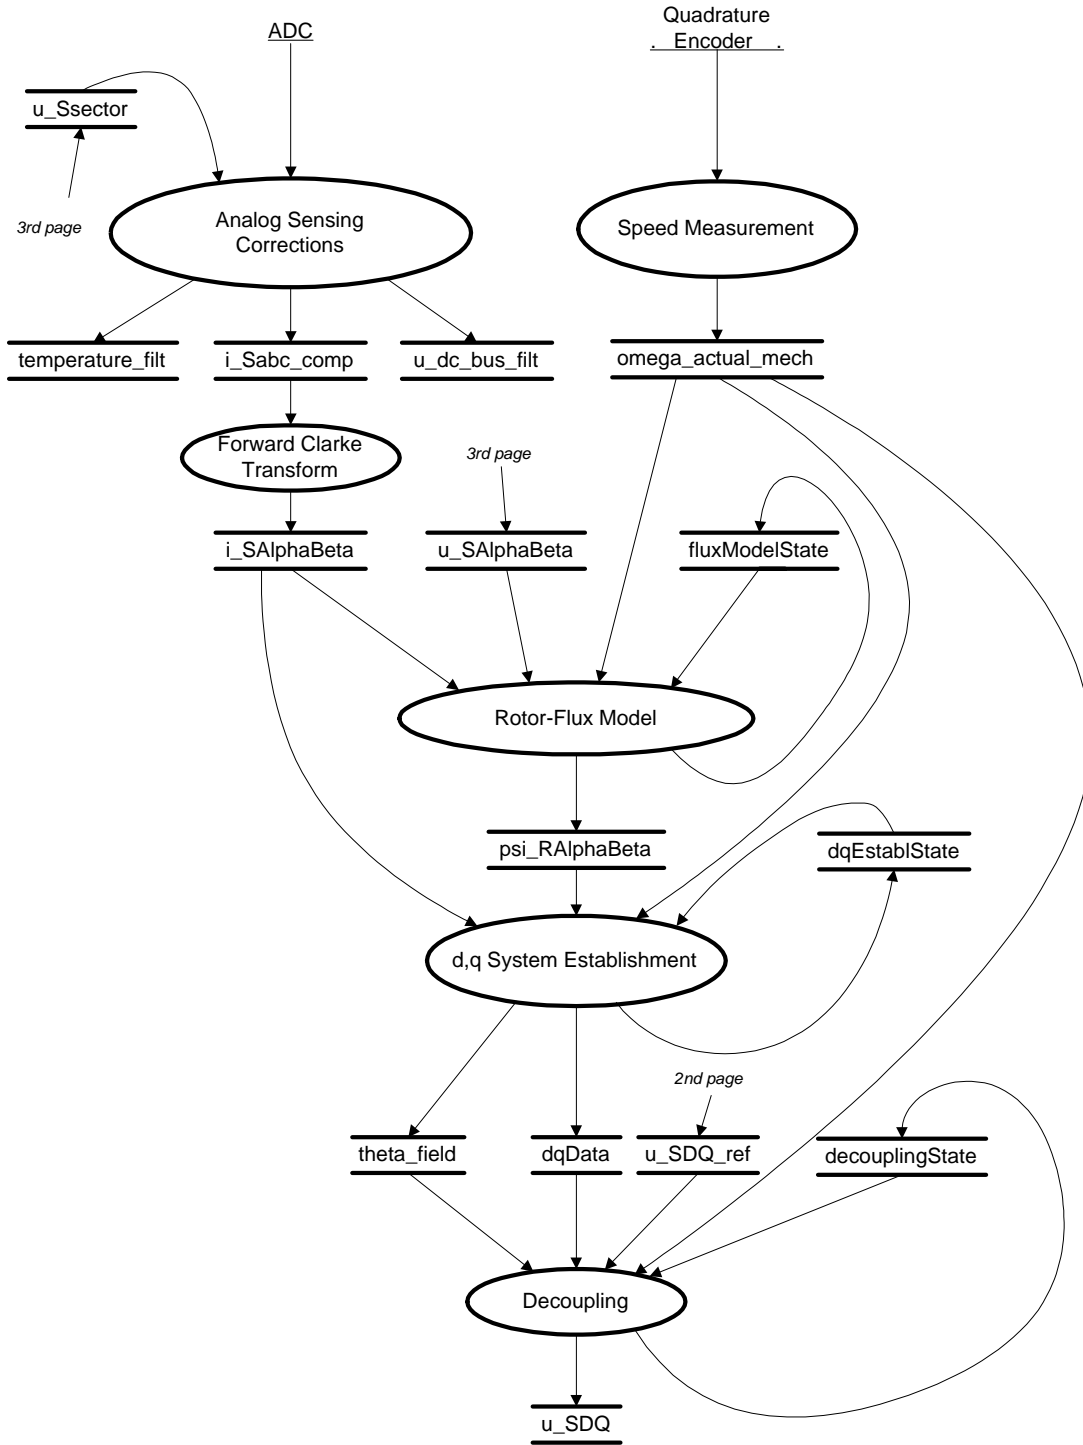 Quadrature
ADC
. Encoder .
u_Ssector
3rd page
Analog Sensing
Corrections
Speed Measurement
temperature_filt
i_Sabc_comp
u_dc_bus_filt
omega_actual_mech
Forward Clarke
Transform
3rd page
i_SAlphaBeta
u_SAlphaBeta
fluxModelState
Rotor-Flux Model
psi_RAlphaBeta
dqEstablState
d,q System Establishment
2nd page
theta_field
dqData
u_SDQ_ref
decouplingState
Decoupling
u_SDQ